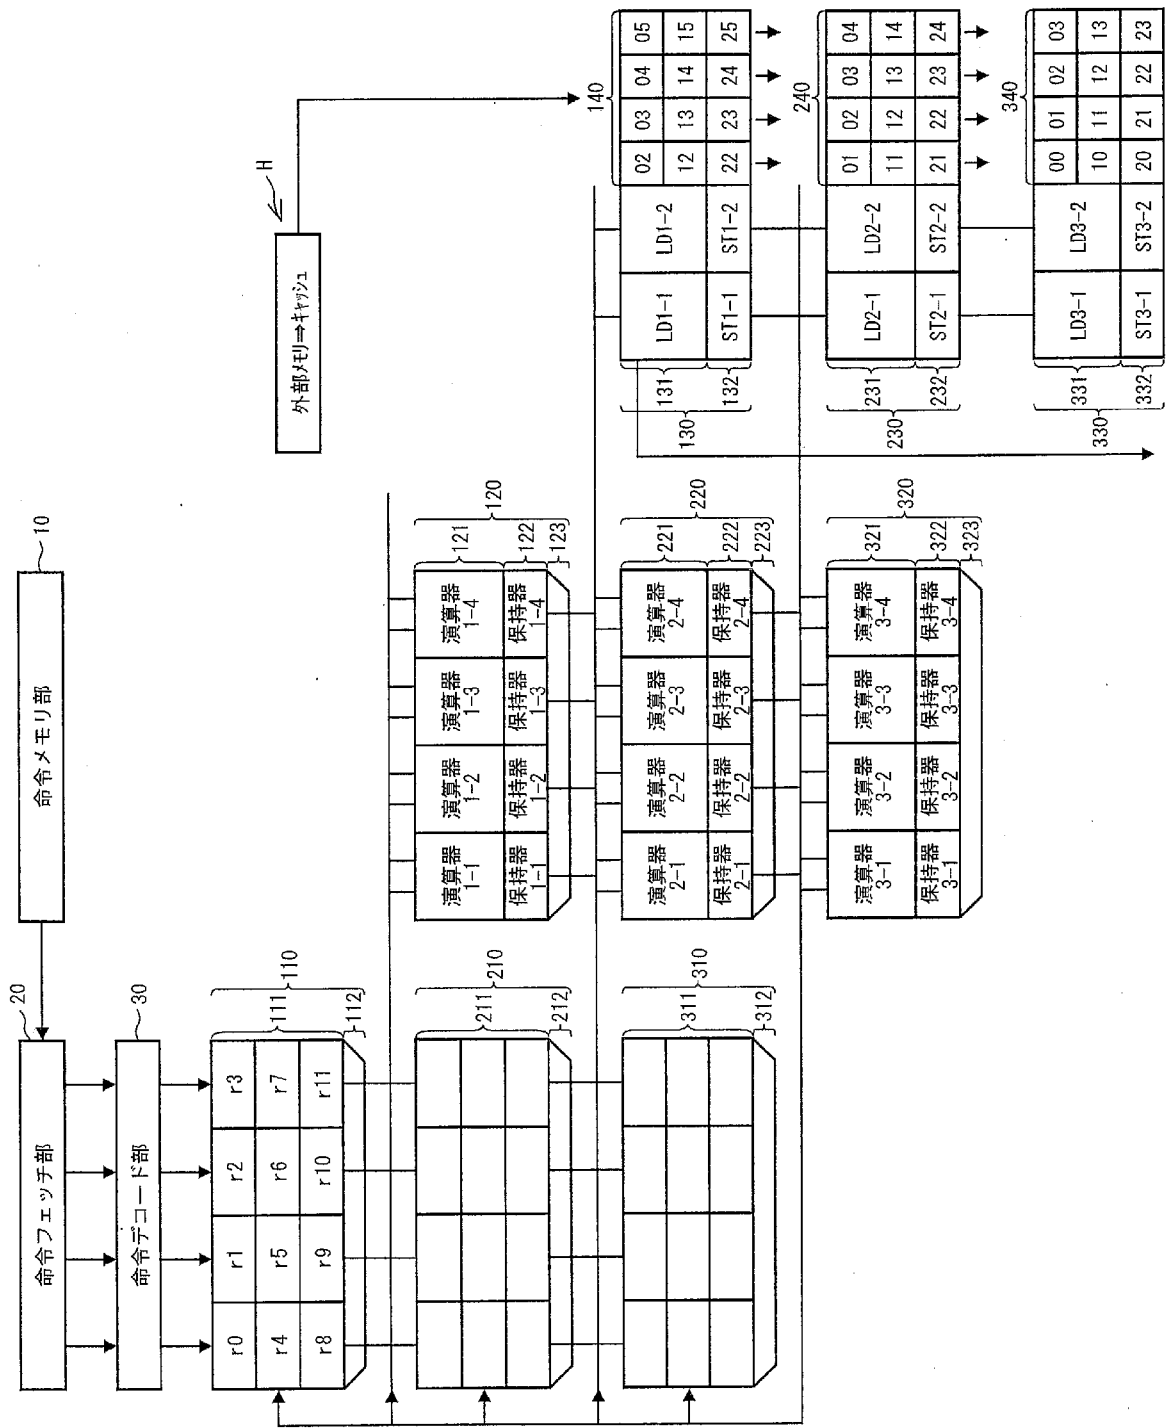 命令メモリ部
10
命令フェッチ部
20
命令デコード部
30
r0 r1 r2 r3
r4 r5 r6 r7
r8 r9 r10 r11
111
112
110
211
212
210
311
312
310
演算器 1-1
演算器 1-2
演算器 1-3
演算器 1-4
保持器 1-1
保持器 1-2
保持器 1-3
保持器 1-4
121
122
123
120
演算器 2-1
演算器 2-2
演算器 2-3
演算器 2-4
保持器 2-1
保持器 2-2
保持器 2-3
保持器 2-4
221
222
223
220
演算器 3-1
演算器 3-2
演算器 3-3
演算器 3-4
保持器 3-1
保持器 3-2
保持器 3-3
保持器 3-4
321
322
323
320
外部メモリ⇒キャッシュ
H
140
LD1-1 LD1-2
02 03 04 05
12 13 14 15
ST1-1 ST1-2
22 23 24 25
131
132
130
240
LD2-1 LD2-2
01 02 03 04
11 12 13 14
ST2-1 ST2-2
21 22 23 24
231
232
230
340
LD3-1 LD3-2
00 01 02 03
10 11 12 13
ST3-1 ST3-2
20 21 22 23
331
332
330